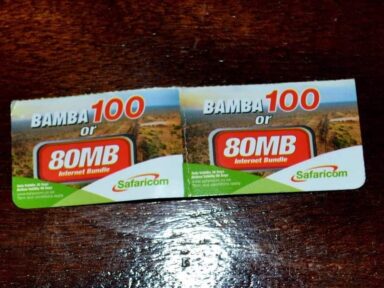 BAMBA 100
or
80MB
Internet Bundle
Safaricom
BAMBA 100
or
80MB
Internet Bundle
Safaricom